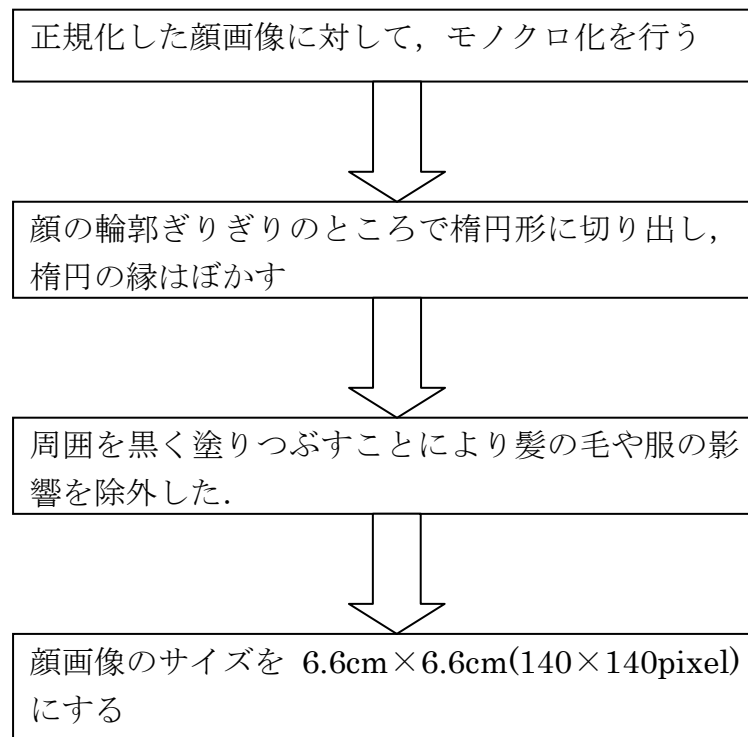 正規化した顔画像に対して，モノクロ化を行う
顔の輪郭ぎりぎりのところで楕円形に切り出し，
楕円の縁はぼかす
周囲を黒く塗りつぶすことにより髪の毛や服の影
響を除外した．
顔画像のサイズを 6.6cm×6.6cm(140×140pixel)
にする